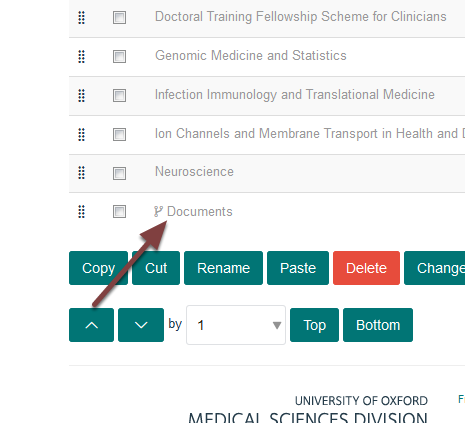 Doctoral Training Fellowship Scheme for Clinicians
Genomic Medicine and Statistics
Infection Immunology and Translational Medicine
Ion Channels and Membrane Transport in Health and
Neuroscience
Documents
Copy Cut Rename Paste Delete Change
by 1 Top Bottom
UNIVERSITY OF OXFORD
MEDICAL SCIENCES DIVISION